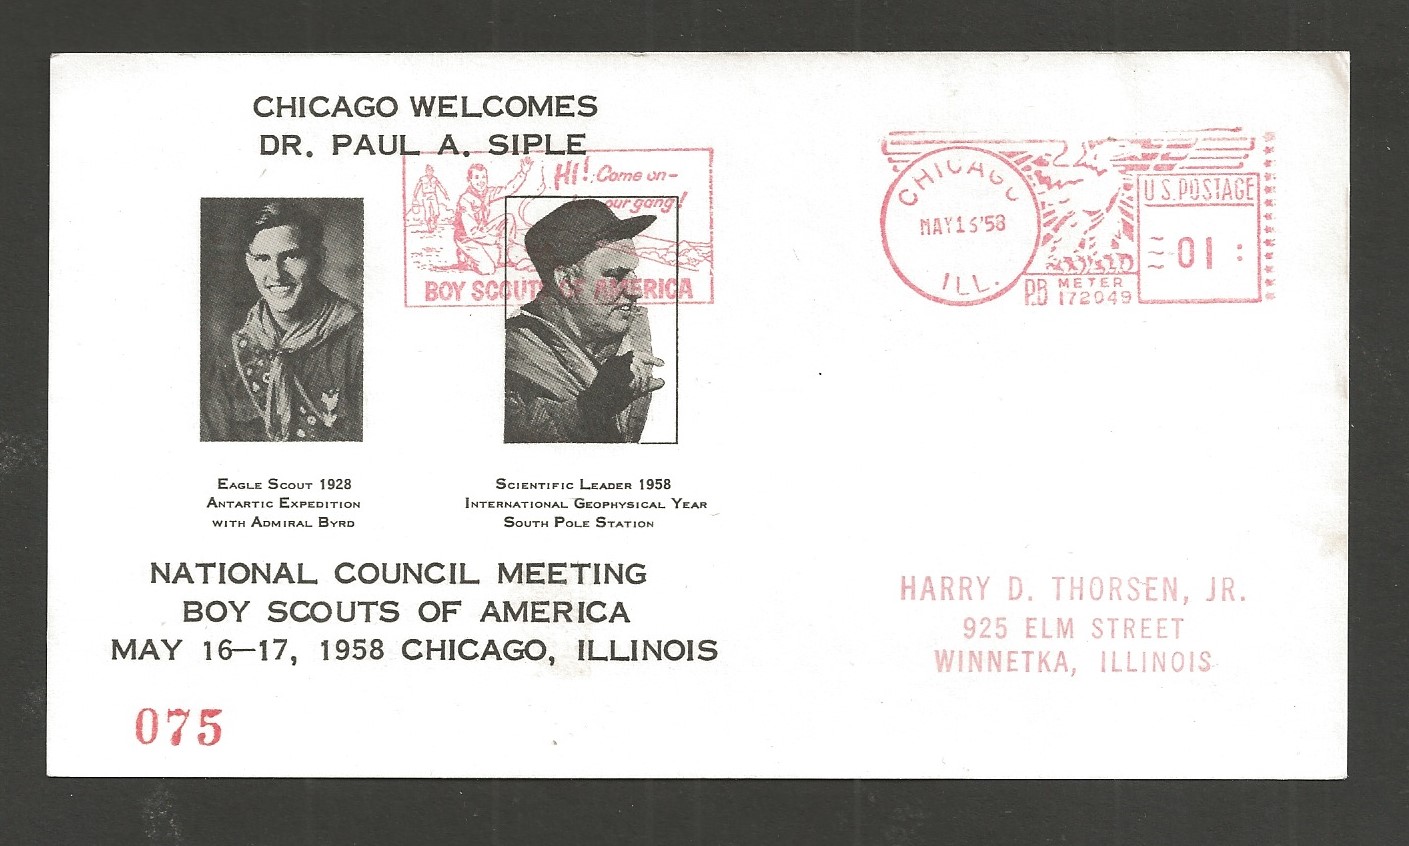 CHICAGO WELCOMES
DR. PAUL A. SIPLE
HI! Come on-
our gang!
BOY SCOUTS OF AMERICA
CHICAGO
MAY 16 '58
ILL.
U.S. POSTAGE
01
PB METER
172049
EAGLE SCOUT 1928
ANTARTIC EXPEDITION
WITH ADMIRAL BYRD
SCIENTIFIC LEADER 1958
INTERNATIONAL GEOPHYSICAL YEAR
SOUTH POLE STATION
NATIONAL COUNCIL MEETING
BOY SCOUTS OF AMERICA
MAY 16—17, 1958 CHICAGO, ILLINOIS
075
HARRY D. THORSEN, JR.
925 ELM STREET
WINNETKA, ILLINOIS